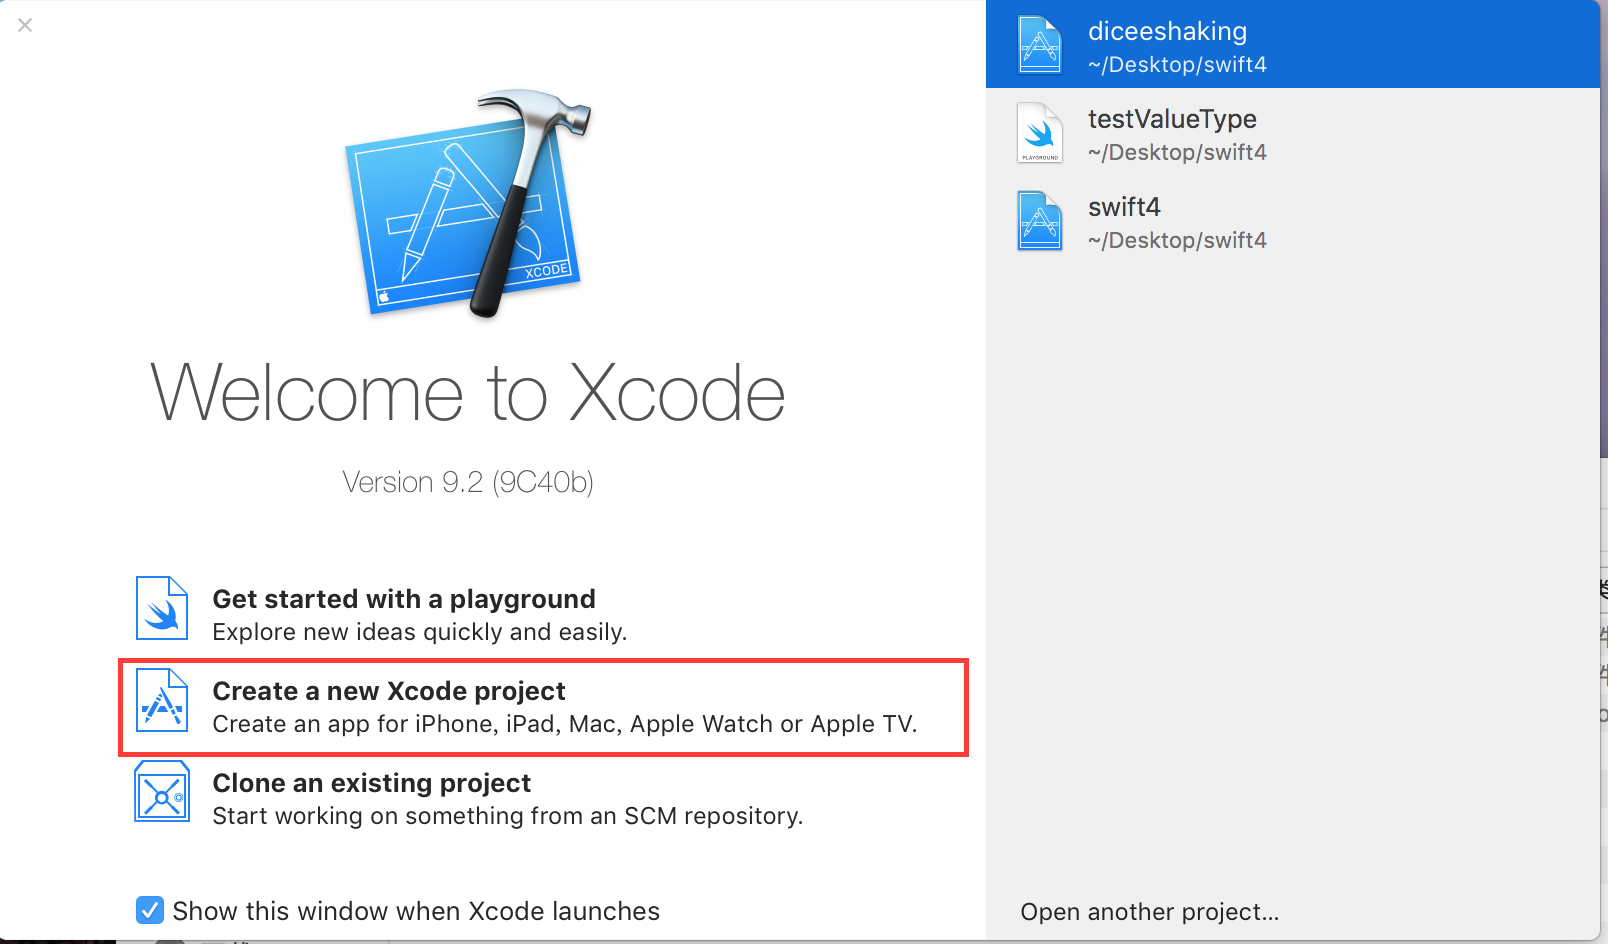 XCODE
Welcome to Xcode
Version 9.2 (9C40b)
Get started with a playground
Explore new ideas quickly and easily.
Create a new Xcode project
Create an app for iPhone, iPad, Mac, Apple Watch or Apple TV.
Clone an existing project
Start working on something from an SCM repository.
Show this window when Xcode launches
diceeshaking
~/Desktop/swift4
PLAYGROUND
testValueType
~/Desktop/swift4
swift4
~/Desktop/swift4
Open another project...